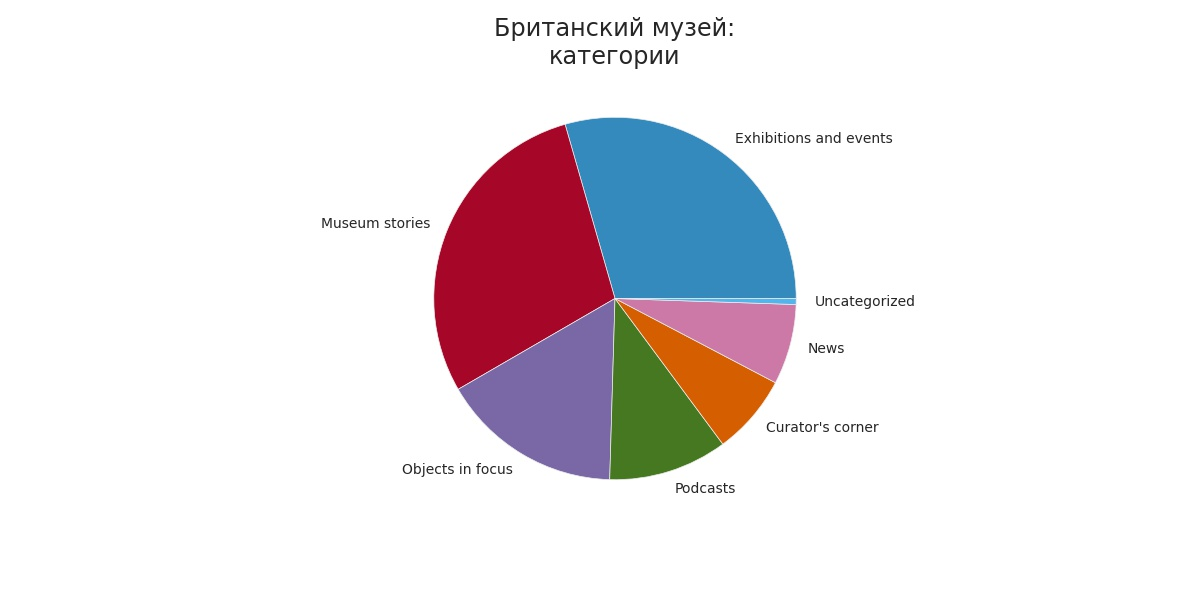 Британский музей:
категории
Exhibitions and events
Museum stories
Uncategorized
News
Curator's corner
Objects in focus
Podcasts